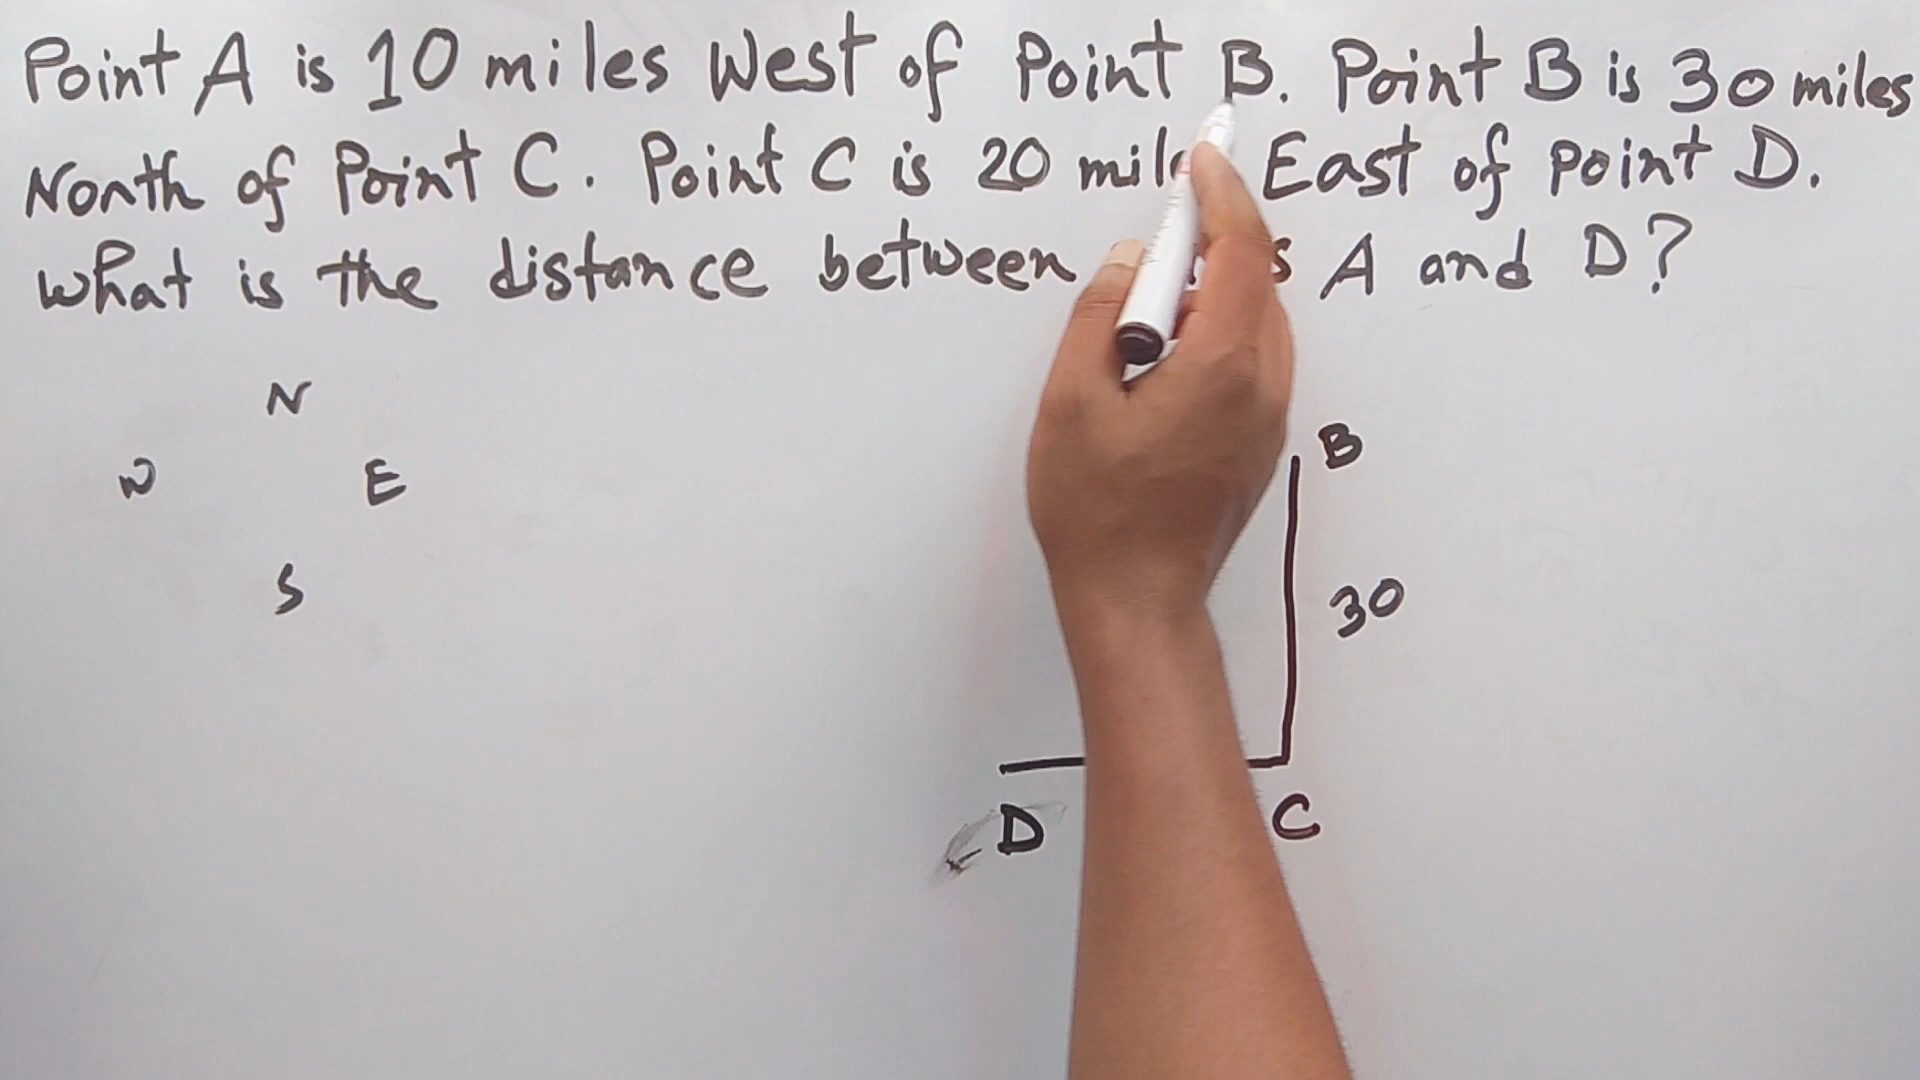 Point A is 10 miles West of Point B. Point B is 30 miles
North of Point C. Point C is 20 East of point D.
What is the distance between A and D?
N
W E
S
B
30
D C